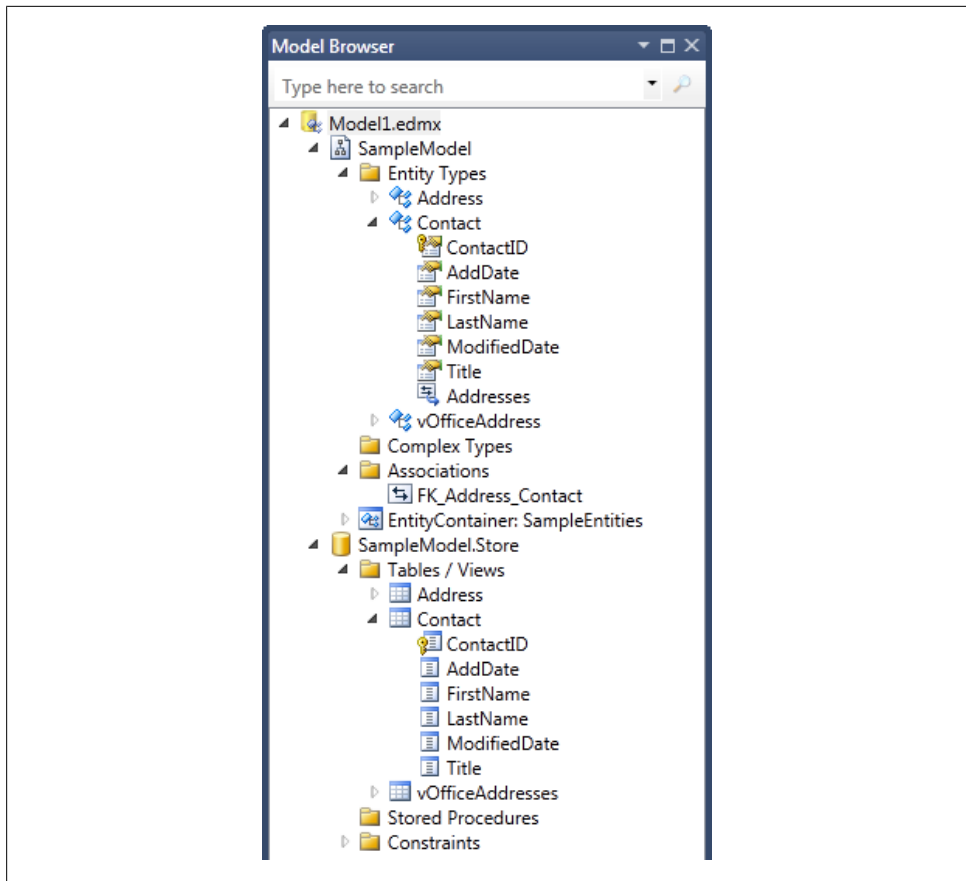 Model Browser
Type here to search
Model1.edmx
SampleModel
Entity Types
Address
Contact
ContactID
AddDate
FirstName
LastName
ModifiedDate
Title
Addresses
vOfficeAddress
Complex Types
Associations
FK_Address_Contact
EntityContainer: SampleEntities
SampleModel.Store
Tables / Views
Address
Contact
ContactID
AddDate
FirstName
LastName
ModifiedDate
Title
vOfficeAddresses
Stored Procedures
Constraints